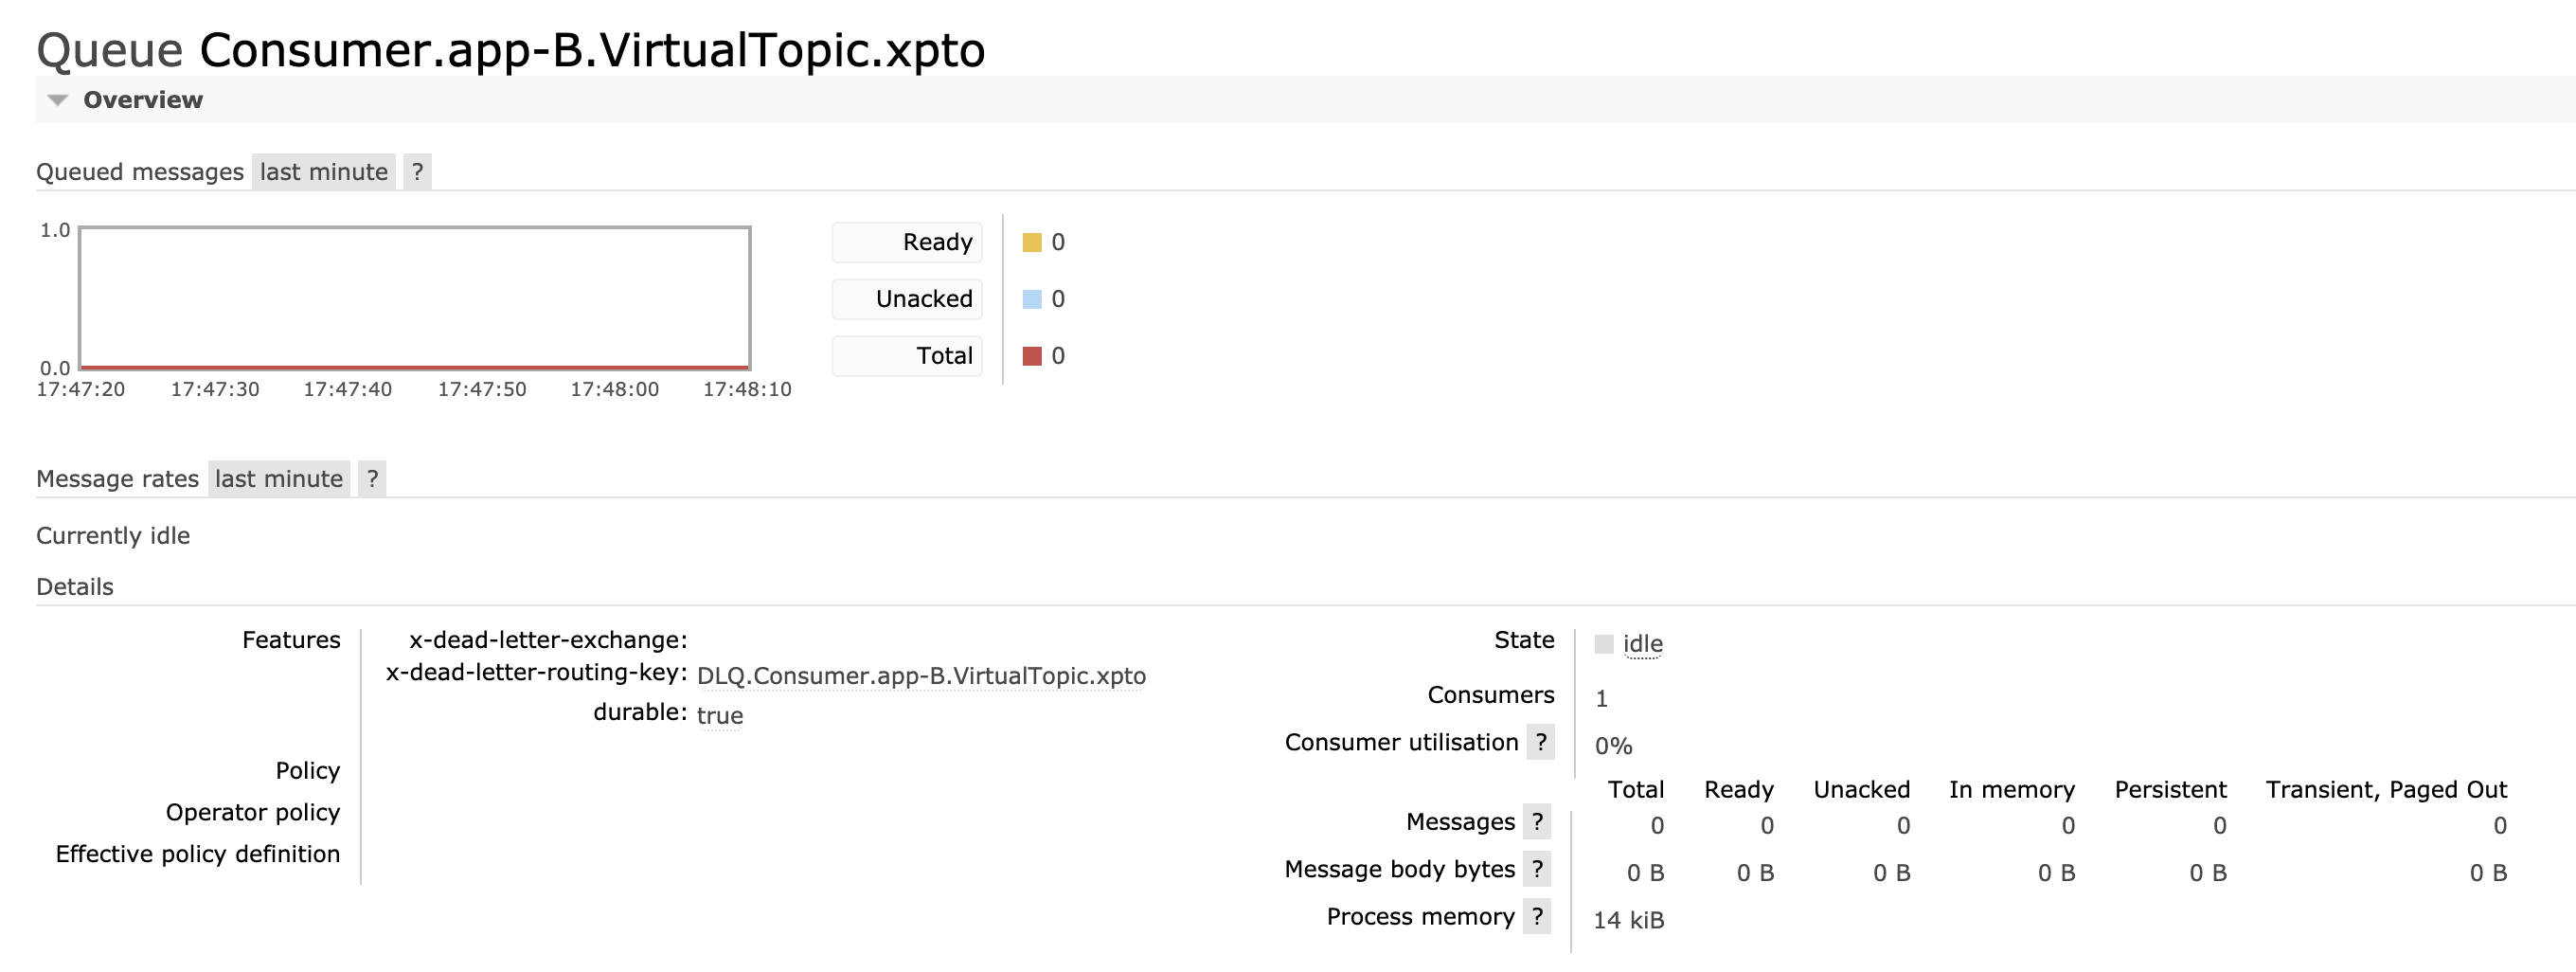 Queue Consumer.app-B.VirtualTopic.xpto
Overview
Queued messages last minute ?
1.0
0.0
17:47:20 17:47:30 17:47:40 17:47:50 17:48:00 17:48:10
Ready 0
Unacked 0
Total 0
Message rates last minute ?
Currently idle
Details
Features
x-dead-letter-exchange:
x-dead-letter-routing-key: DLQ.Consumer.app-B.VirtualTopic.xpto
durable: true
Policy
Operator policy
Effective policy definition
State idle
Consumers 1
Consumer utilisation ? 0%
Total Ready Unacked In memory Persistent Transient, Paged Out
Messages ? 0 0 0 0 0 0
Message body bytes ? 0 B 0 B 0 B 0 B 0 B 0 B
Process memory ? 14 kiB